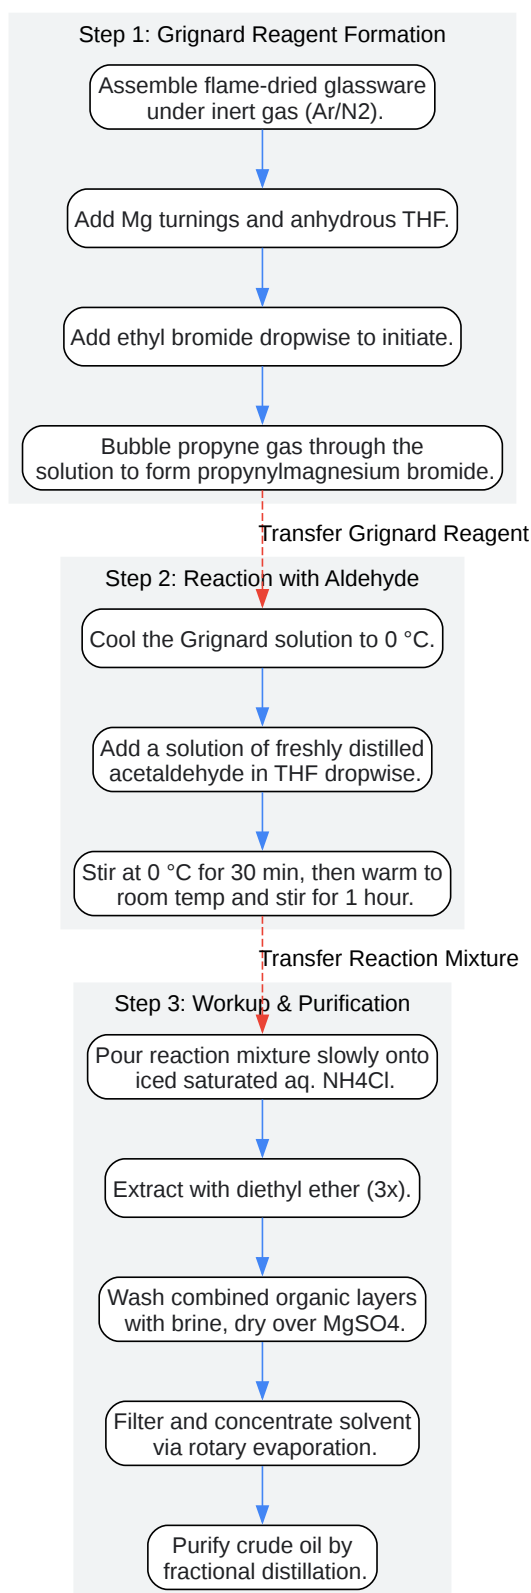 Step 1: Grignard Reagent Formation
Assemble flame-dried glassware
under inert gas (Ar/N2).
Add Mg turnings and anhydrous THF.
Add ethyl bromide dropwise to initiate.
Bubble propyne gas through the
solution to form propynylmagnesium bromide.
Transfer Grignard Reagent
Step 2: Reaction with Aldehyde
Cool the Grignard solution to 0 °C.
Add a solution of freshly distilled
acetaldehyde in THF dropwise.
Stir at 0 °C for 30 min, then warm to
room temp and stir for 1 hour.
Transfer Reaction Mixture
Step 3: Workup & Purification
Pour reaction mixture slowly onto
iced saturated aq. NH4Cl.
Extract with diethyl ether (3x).
Wash combined organic layers
with brine, dry over MgSO4.
Filter and concentrate solvent
via rotary evaporation.
Purify crude oil by
fractional distillation.